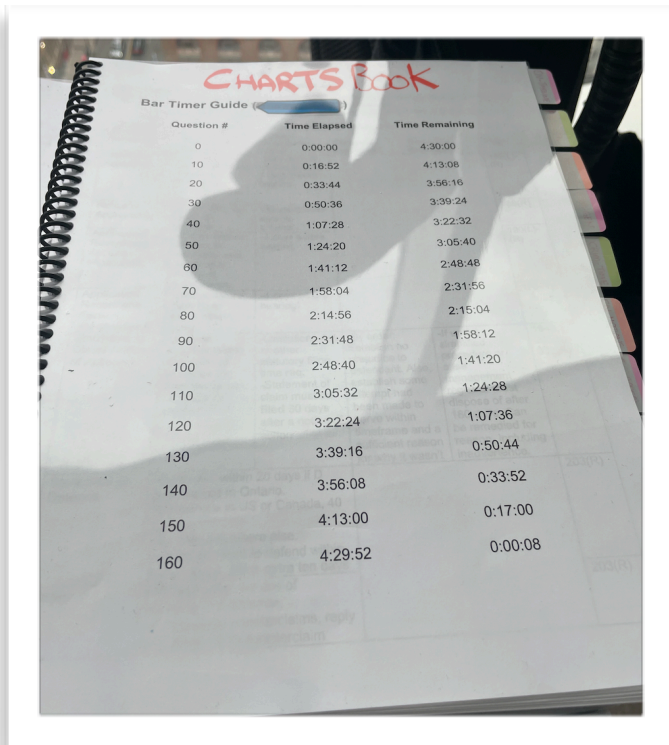 CHARTS BOOK
Bar Timer Guide (
Question # Time Elapsed Time Remaining
0 0:00:00 4:30:00
10 0:16:52 4:13:08
20 0:33:44 3:56:16
30 0:50:36 3:39:24
40 1:07:28 3:22:32
50 1:24:20 3:05:40
60 1:41:12 2:48:48
70 1:58:04 2:31:56
80 2:14:56 2:15:04
90 2:31:48 1:58:12
100 2:48:40 1:41:20
110 3:05:32 1:24:28
120 3:22:24 1:07:36
130 3:39:16 0:50:44
140 3:56:08 0:33:52
150 4:13:00 0:17:00
160 4:29:52 0:00:08